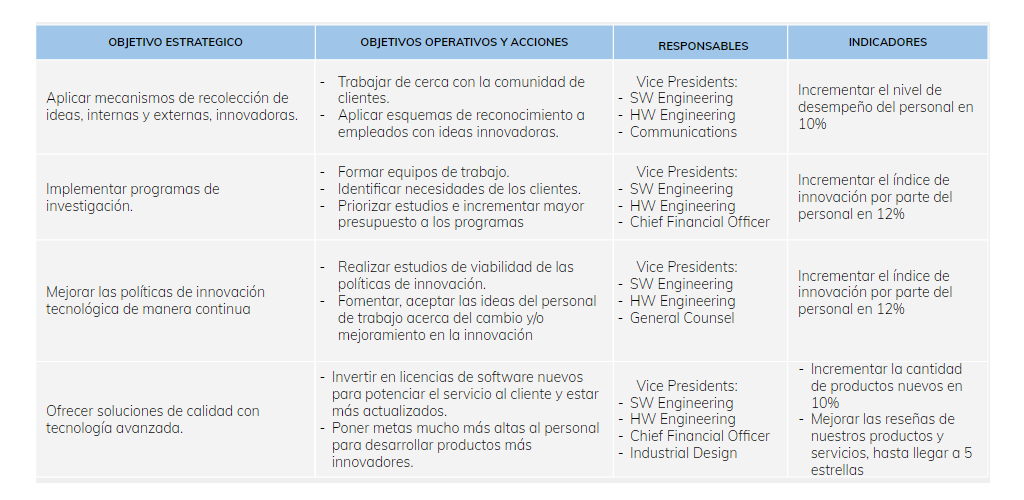 OBJETIVO ESTRATEGICO
OBJETIVOS OPERATIVOS Y ACCIONES
RESPONSABLES
INDICADORES
Aplicar mecanismos de recolección de
ideas, internas y externas, innovadoras.
- Trabajar de cerca con la comunidad de
clientes.
- Aplicar esquemas de reconocimiento a
empleados con ideas innovadoras.
Vice Presidents:
- SW Engineering
- HW Engineering
- Communications
Incrementar el nivel de
desempeño del personal en
10%
Implementar programas de
investigación.
- Formar equipos de trabajo.
- Identificar necesidades de los clientes.
- Priorizar estudios e incrementar mayor
presupuesto a los programas
Vice Presidents:
- SW Engineering
- HW Engineering
- Chief Financial Officer
Incrementar el índice de
innovación por parte del
personal en 12%
Mejorar las políticas de innovación
tecnológica de manera continua
- Realizar estudios de viabilidad de las
políticas de innovación.
- Fomentar, aceptar las ideas del personal
de trabajo acerca del cambio y/o
mejoramiento en la innovación
Vice Presidents:
- SW Engineering
- HW Engineering
- General Counsel
Incrementar el índice de
innovación por parte del
personal en 12%
Ofrecer soluciones de calidad con
tecnología avanzada.
- Invertir en licencias de software nuevos
para potenciar el servicio al cliente y estar
más actualizados.
- Poner metas mucho más altas al personal
para desarrollar productos más
innovadores.
Vice Presidents:
- SW Engineering
- HW Engineering
- Chief Financial Officer
- Industrial Design
- Incrementar la cantidad
de productos nuevos en
10%
- Mejorar las reseñas de
nuestros productos y
servicios, hasta llegar a 5
estrellas